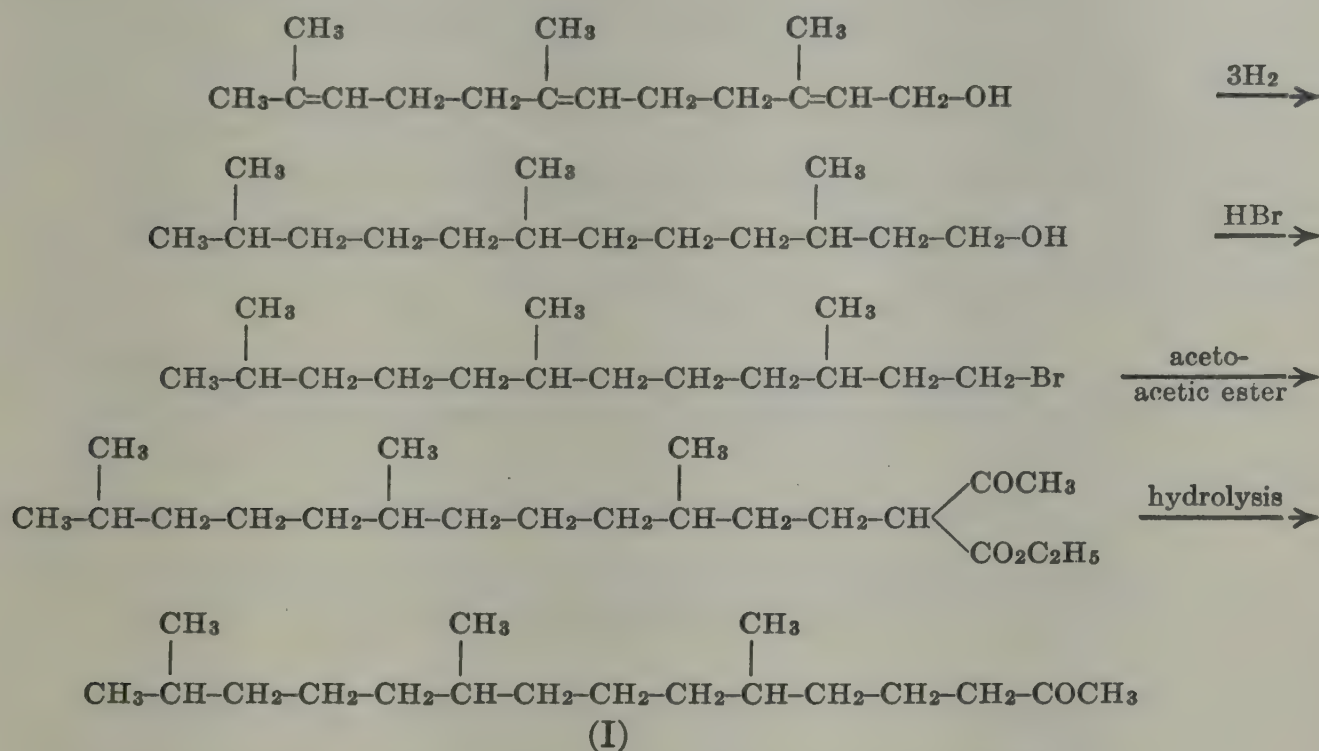 CH₃ CH₃ CH₃
CH₃–C=CH–CH₂–CH₂–C=CH–CH₂–CH₂–C=CH–CH₂–OH 3H₂
CH₃ CH₃ CH₃
CH₃–CH–CH₂–CH₂–CH₂–CH–CH₂–CH₂–CH₂–CH–CH₂–CH₂–OH HBr
CH₃ CH₃ CH₃
CH₃–CH–CH₂–CH₂–CH₂–CH–CH₂–CH₂–CH₂–CH–CH₂–CH₂–Br aceto-
acetic ester
CH₃ CH₃ CH₃
COCH₃
CH₃–CH–CH₂–CH₂–CH₂–CH–CH₂–CH₂–CH₂–CH–CH₂–CH₂–CH hydrolysis
CO₂C₂H₅
CH₃ CH₃ CH₃
CH₃–CH–CH₂–CH₂–CH₂–CH–CH₂–CH₂–CH₂–CH–CH₂–CH₂–CH₂–COCH₃
(I)